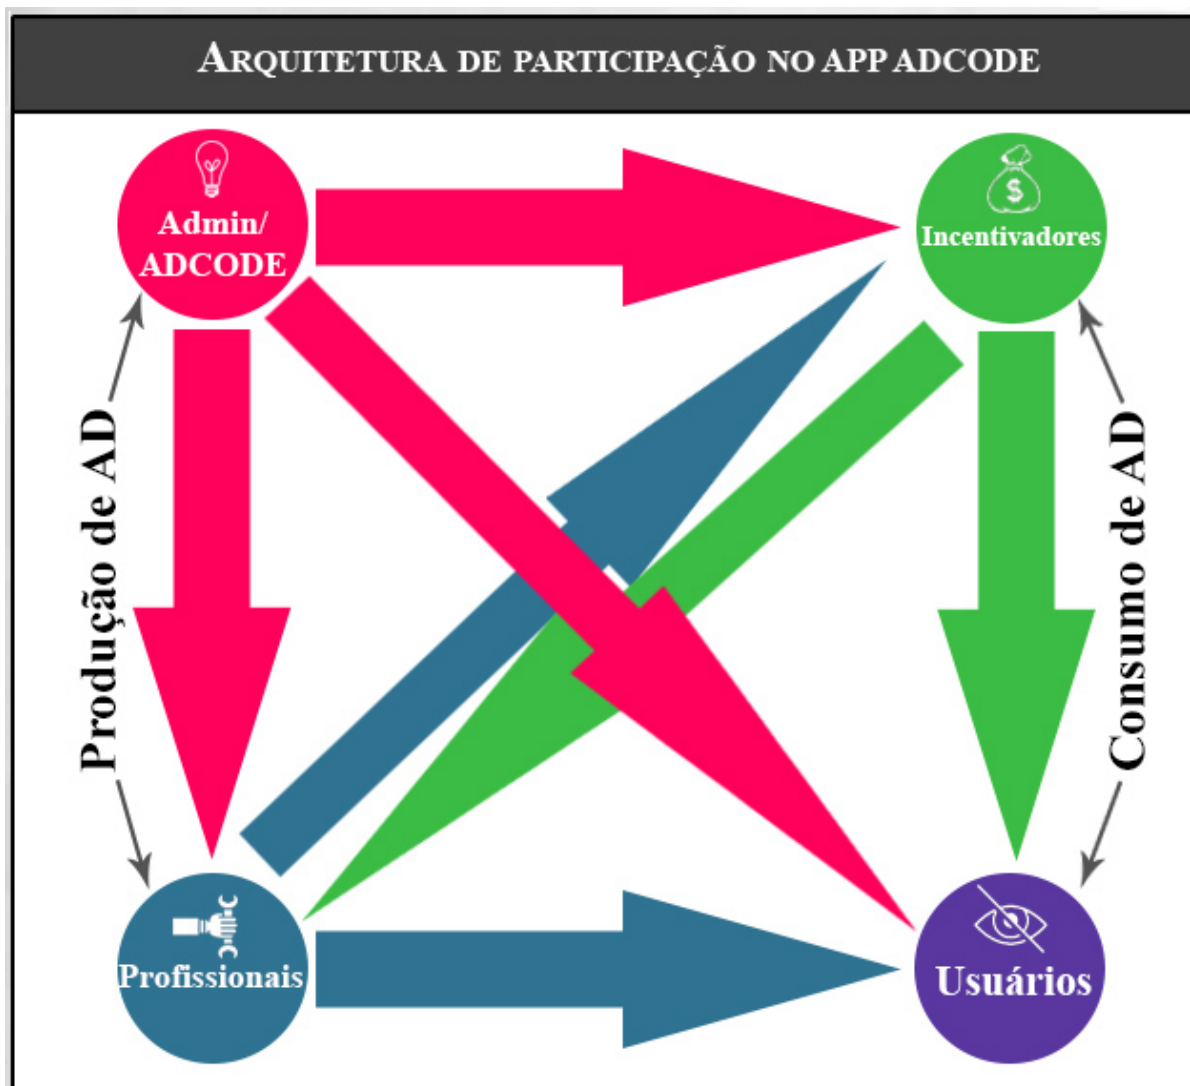 ARQUITETURA DE PARTICIPAÇÃO NO APP ADCODE
Admin/
ADCODE
$
Incentivadores
Produção de AD
Consumo de AD
Profissionais
Usuários